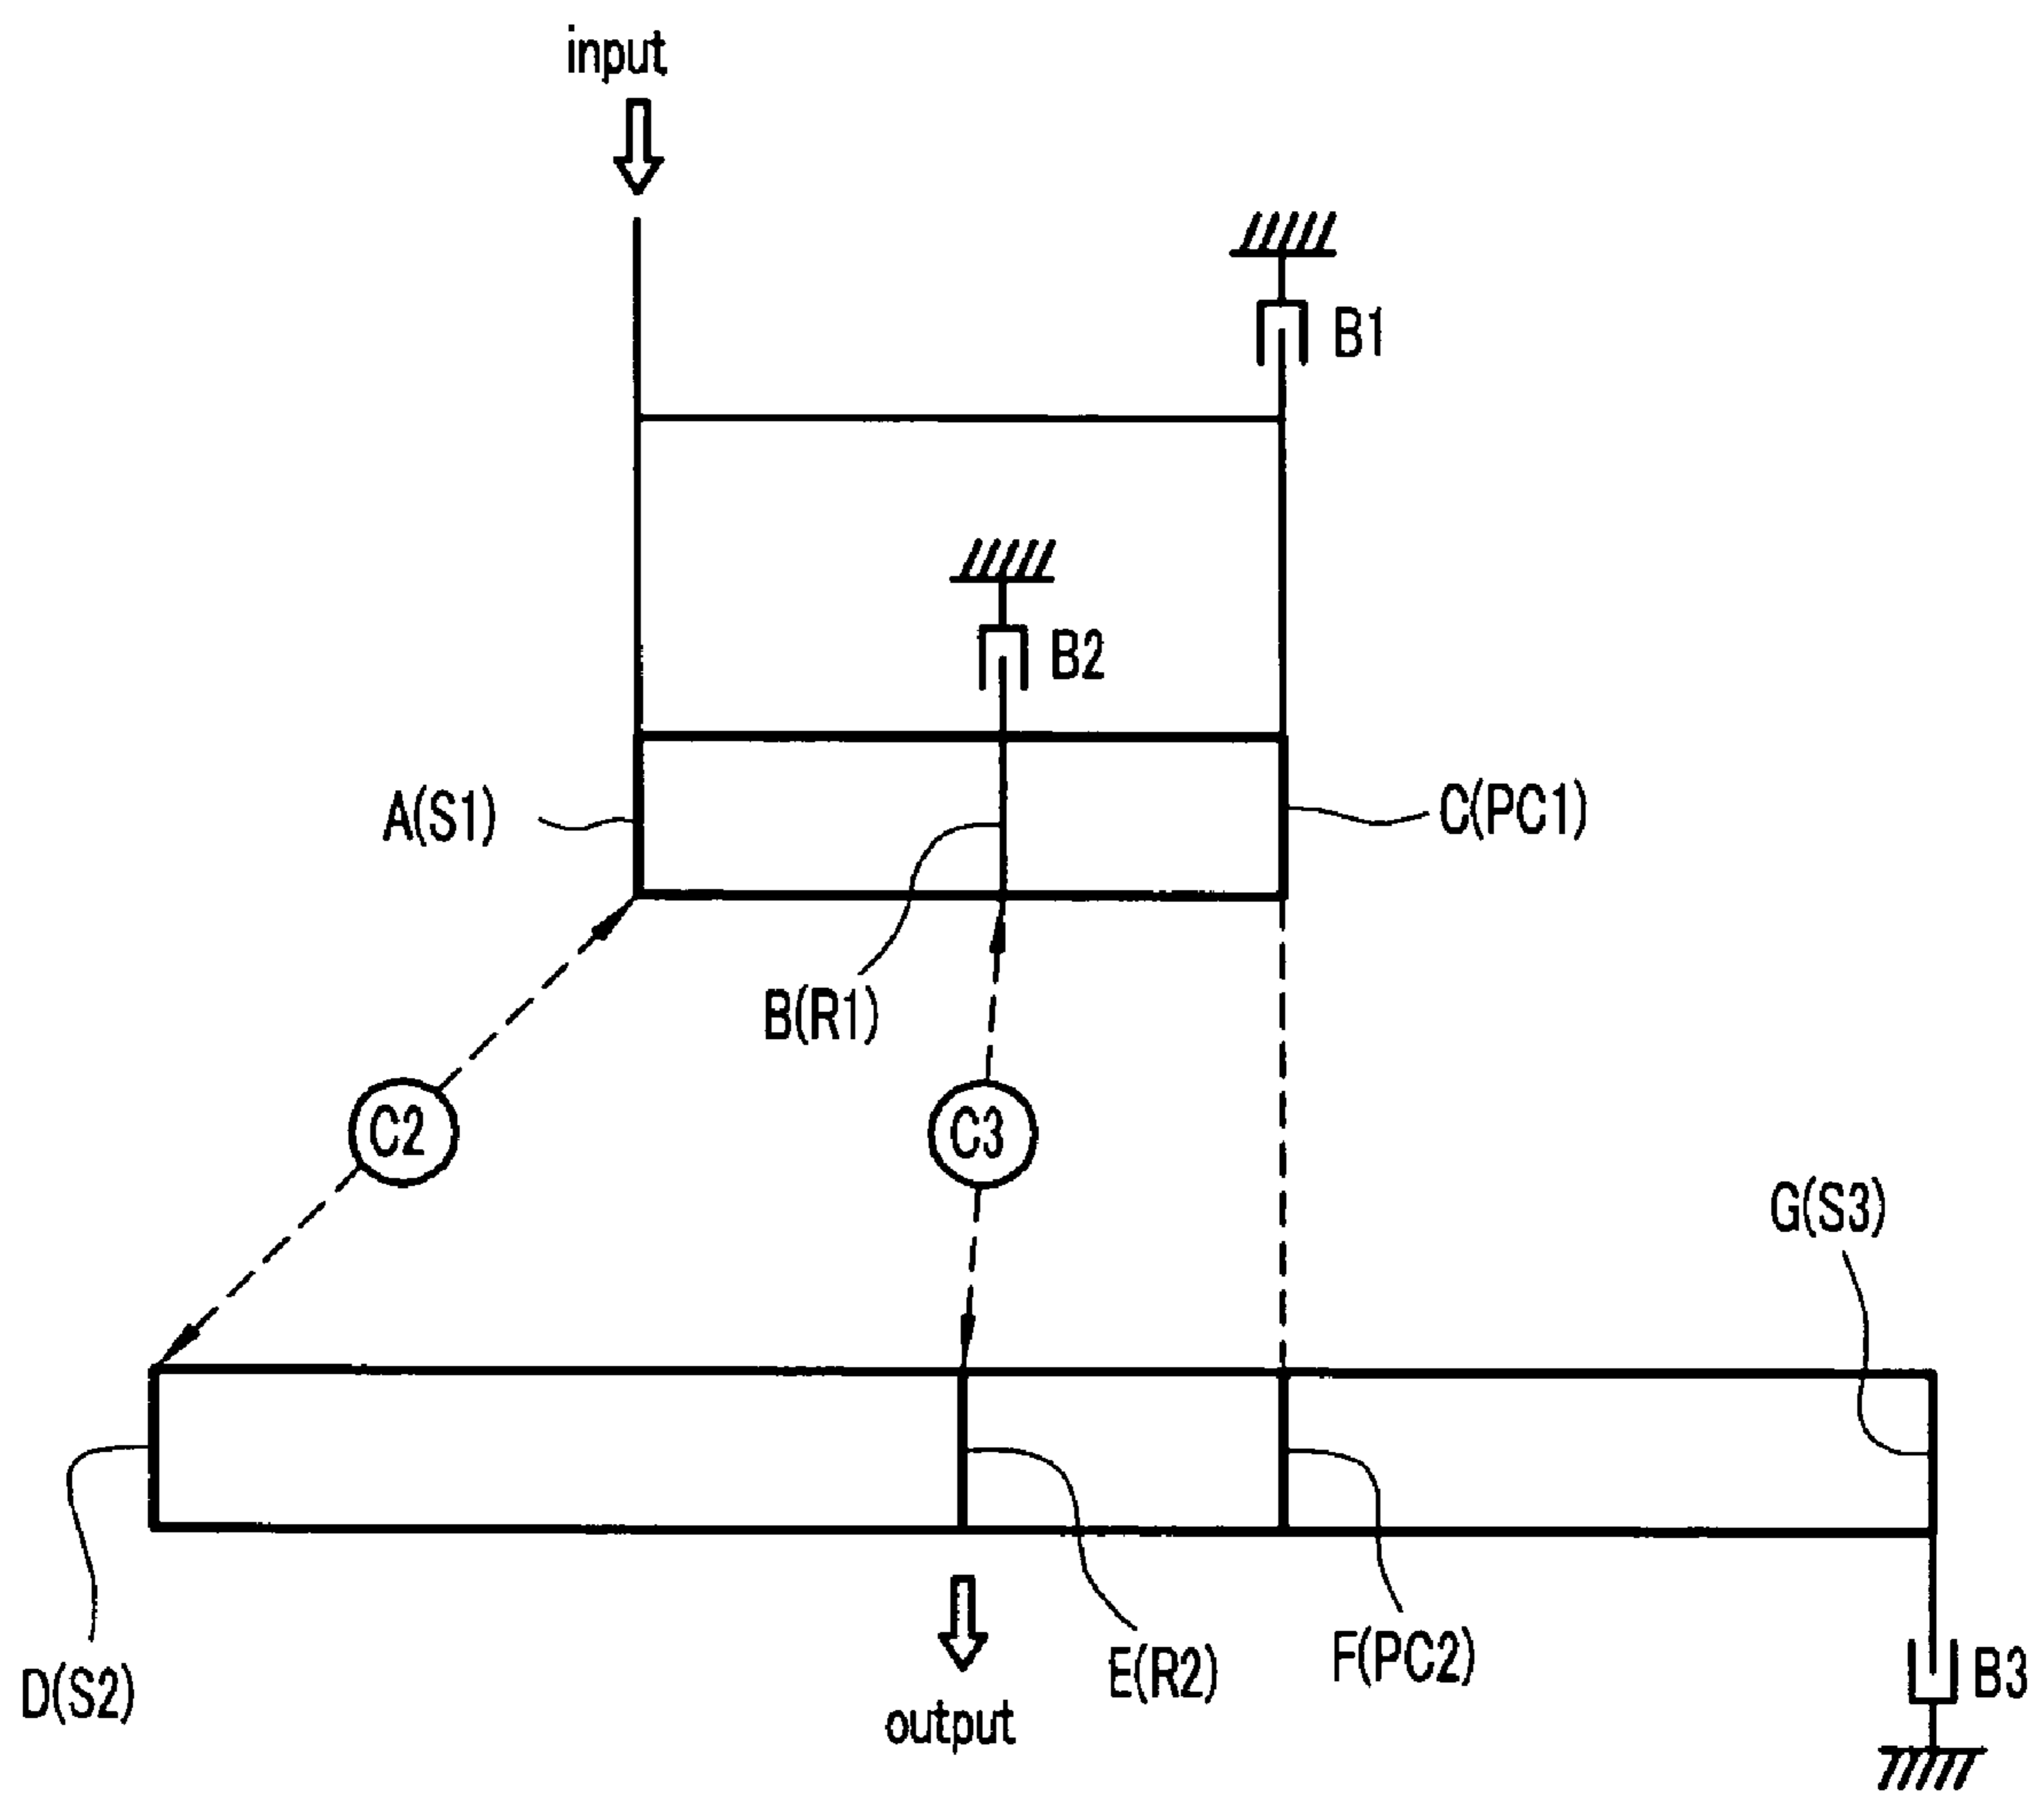 input
B1
B2
A(S1)
C(PC1)
B(R1)
C2
C3
G(S3)
D(S2)
E(R2)
F(PC2)
B3
output